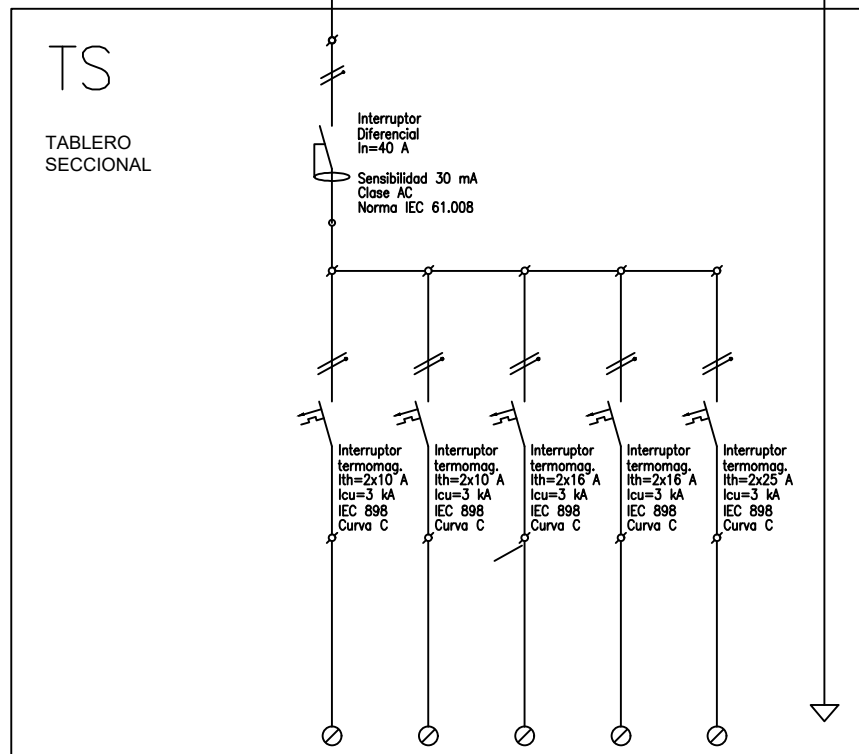 TS
TABLERO
SECCIONAL
Interruptor
Diferencial
In=40 A
Sensibilidad 30 mA
Clase AC
Norma IEC 61.008
Interruptor
termomag.
Ith=2x10 A
Icu=3 kA
IEC 898
Curva C
Interruptor
termomag.
Ith=2x10 A
Icu=3 kA
IEC 898
Curva C
Interruptor
termomag.
Ith=2x16 A
Icu=3 kA
IEC 898
Curva C
Interruptor
termomag.
Ith=2x16 A
Icu=3 kA
IEC 898
Curva C
Interruptor
termomag.
Ith=2x25 A
Icu=3 kA
IEC 898
Curva C